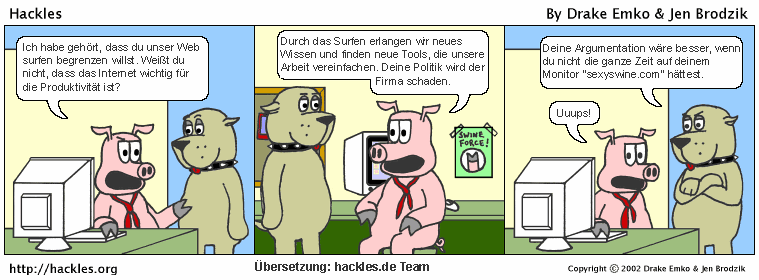 Hackles
By Drake Emko & Jen Brodzik
Ich habe gehört, dass du unser Web
surfen begrenzen willst. Weißt du
nicht, dass das Internet wichtig für
die Produktivität ist?
Durch das Surfen erlangen wir neues
Wissen und finden neue Tools, die unsere
Arbeit vereinfachen. Deine Politik wird der
Firma schaden.
SWINE
FORCE!
Deine Argumentation wäre besser, wenn
du nicht die ganze Zeit auf deinem
Monitor "sexyswine.com" hättest.
Uuups!
http://hackles.org
Übersetzung: hackles.de Team
Copyright © 2002 Drake Emko & Jen Brodzik